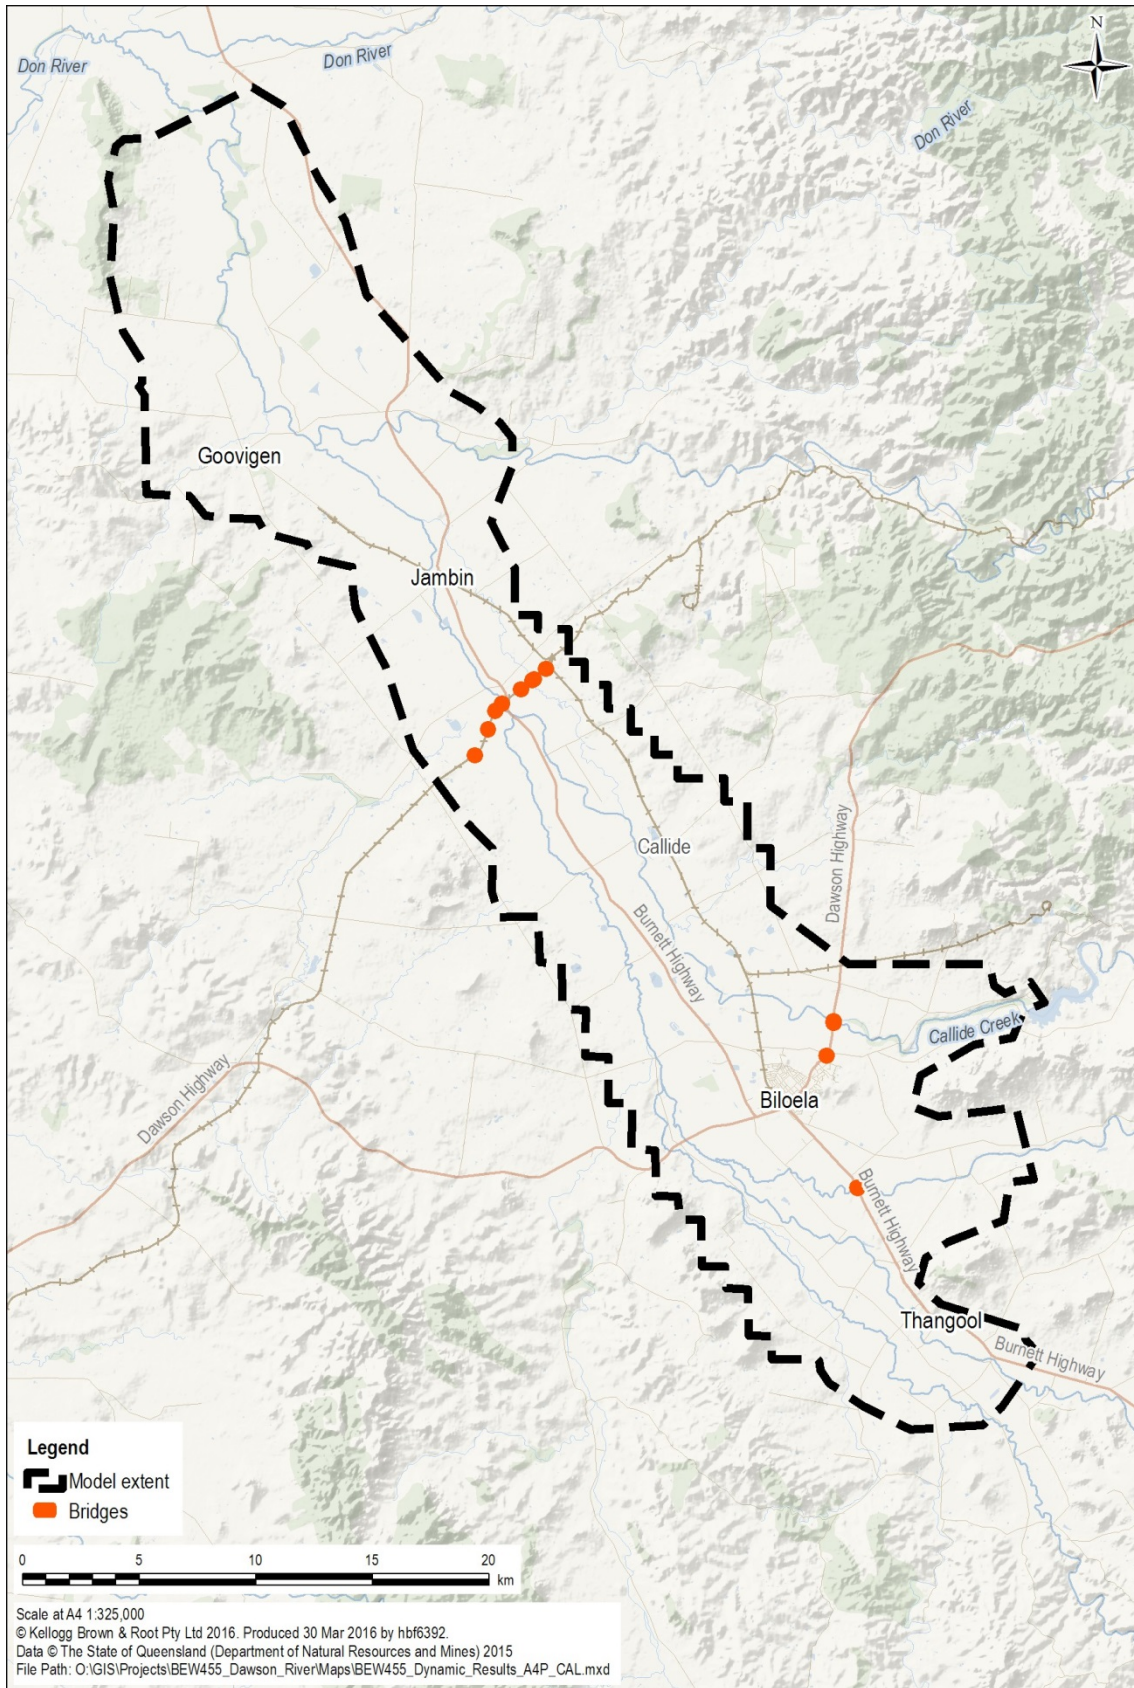 N
Don River
Don River
Don River
Goovigen
Jambin
Callide
Dawson Highway
Burnett Highway
Callide Creek
Dawson Highway
Biloela
Burnett Highway
Thangool
Burnett Highway
Legend
Model extent
Bridges
0 5 10 15 20
km
Scale at A4 1:325,000
© Kellogg Brown & Root Pty Ltd 2016. Produced 30 Mar 2016 by hbf6392.
Data © The State of Queensland (Department of Natural Resources and Mines) 2015
File Path: O:\GIS\Projects\BEW455_Dawson_River\Maps\BEW455_Dynamic_Results_A4P_CAL.mxd